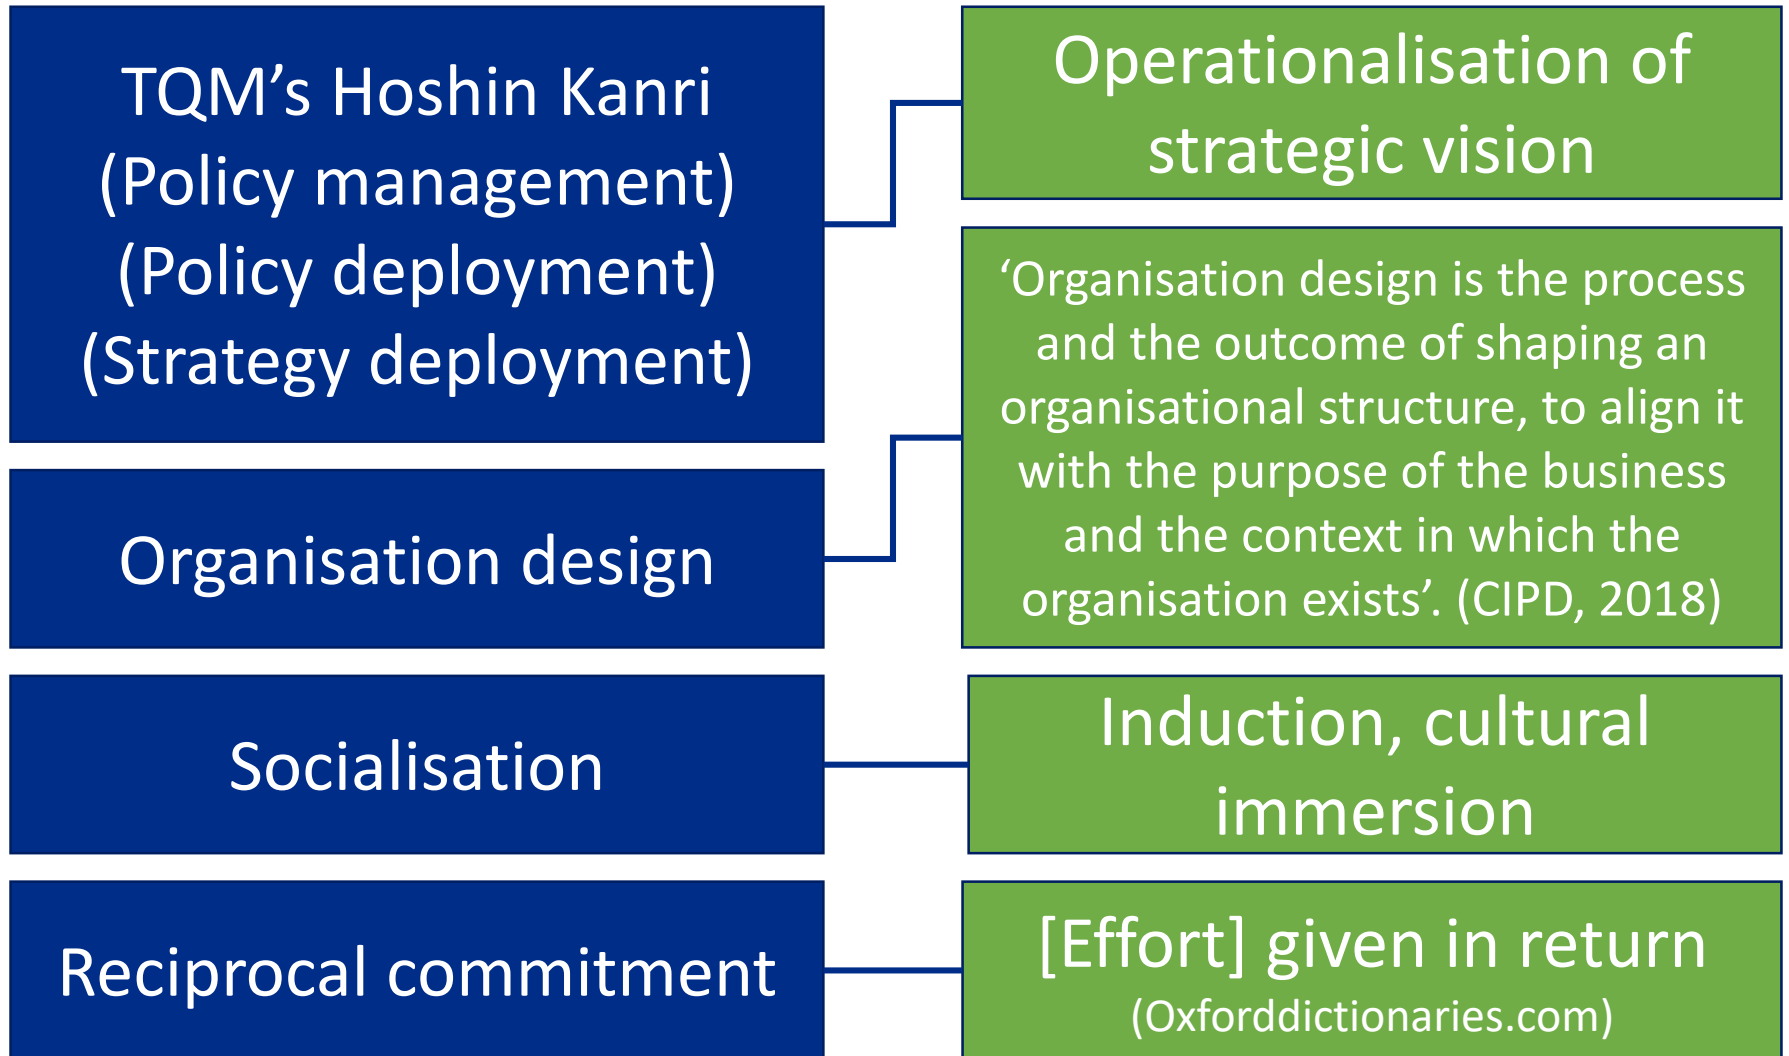 TQM’s Hoshin Kanri
(Policy management)
(Policy deployment)
(Strategy deployment)
Operationalisation of
strategic vision
Organisation design
‘Organisation design is the process
and the outcome of shaping an
organisational structure, to align it
with the purpose of the business
and the context in which the
organisation exists’. (CIPD, 2018)
Socialisation
Induction, cultural
immersion
Reciprocal commitment
[Effort] given in return
(Oxforddictionaries.com)